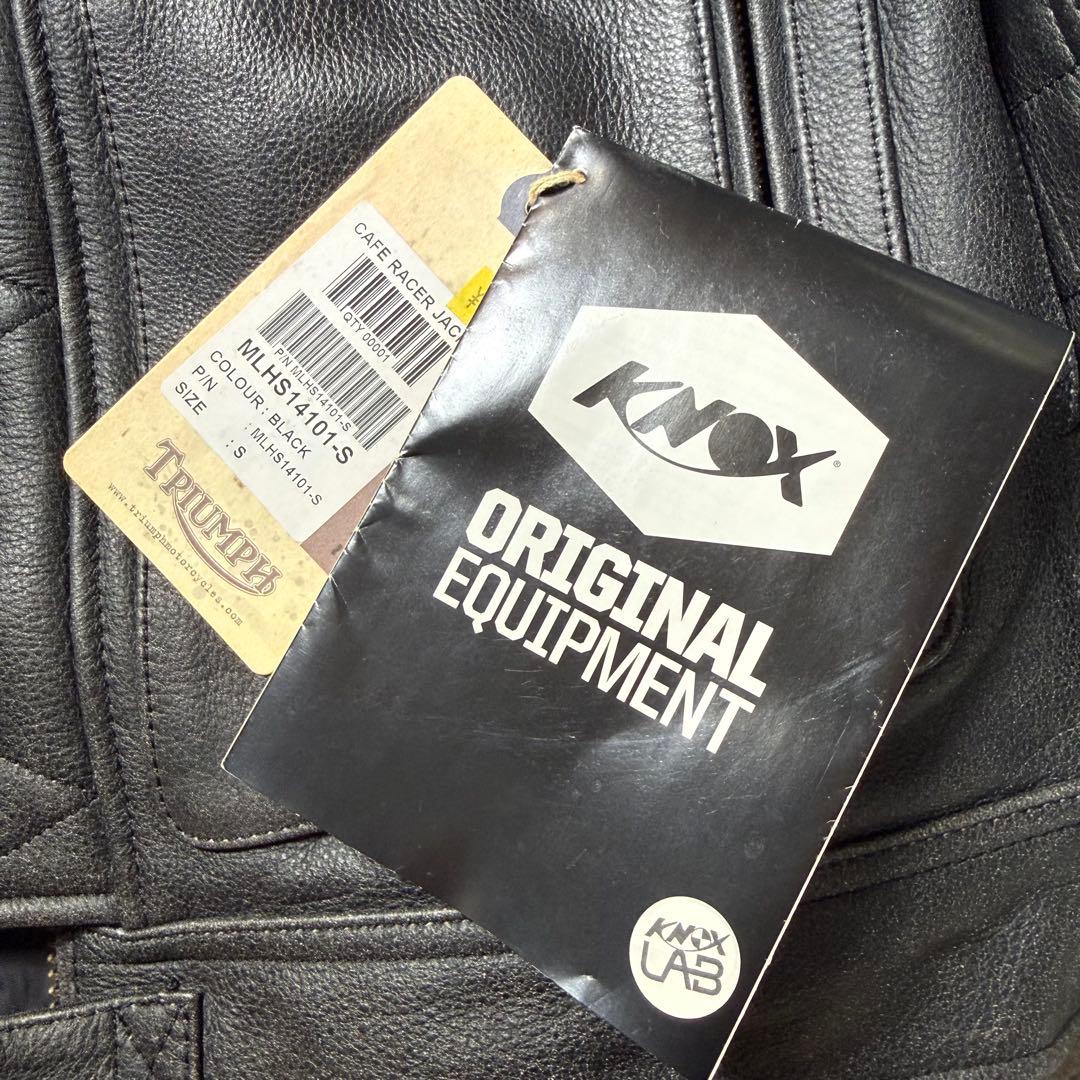 CAFE RACER JAC
QTY 00001
P/N MLHS14101-S
MLHS14101-S
COLOUR : BLACK
P/N : MLHS14101-S
SIZE : S
TRIUMPH
www.triumphmotorcycles.com
¥
KNOX®
ORIGINAL
EQUIPMENT
KNOX
LAB